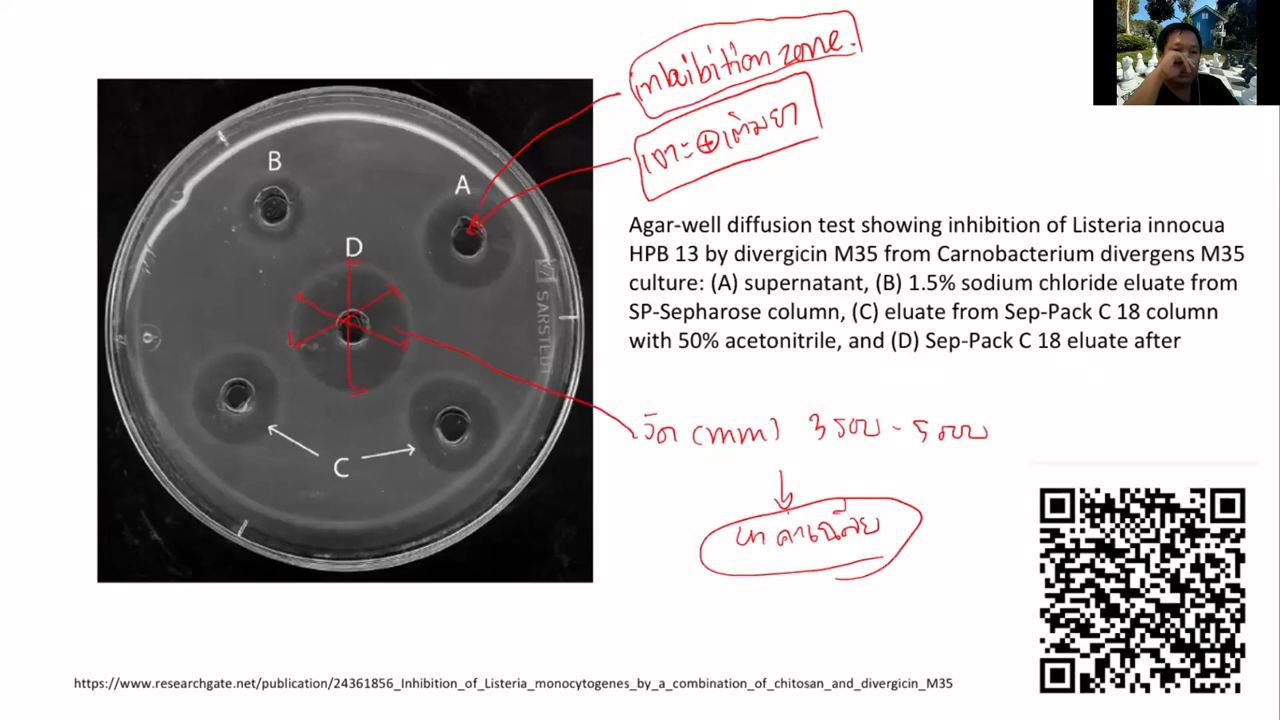 inhibition zone.
เจาะ⊕เติมยา
B
A
D
C
SARSTEDT
6
Agar-well diffusion test showing inhibition of Listeria innocua
HPB 13 by divergicin M35 from Carnobacterium divergens M35
culture: (A) supernatant, (B) 1.5% sodium chloride eluate from
SP-Sepharose column, (C) eluate from Sep-Pack C 18 column
with 50% acetonitrile, and (D) Sep-Pack C 18 eluate after
วัด (mm) 3 รอบ - 5 รอบ
หาค่าเฉลี่ย
https://www.researchgate.net/publication/24361856_Inhibition_of_Listeria_monocytogenes_by_a_combination_of_chitosan_and_divergicin_M35